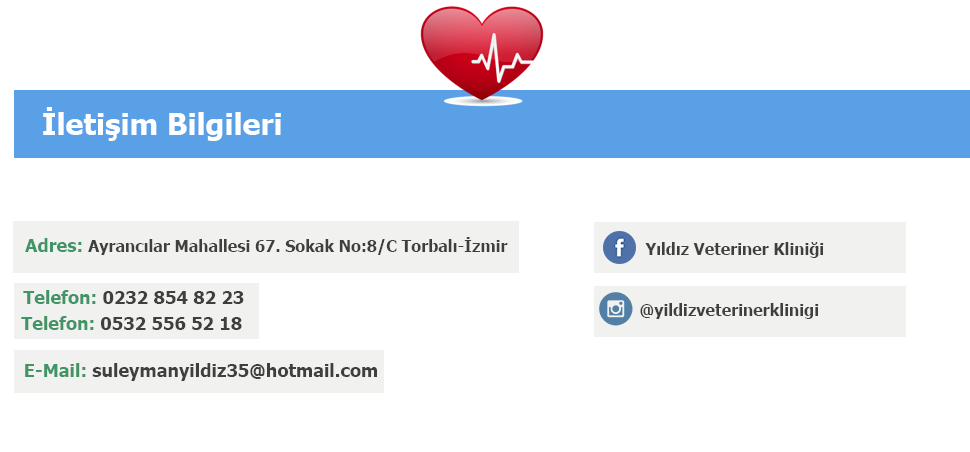 İletişim Bilgileri
Adres: Ayrancılar Mahallesi 67. Sokak No:8/C Torbalı-İzmir
Telefon: 0232 854 82 23
Telefon: 0532 556 52 18
E-Mail: suleymanyildiz35@hotmail.com
Yıldız Veteriner Kliniği
@yildizveterinerklinigi